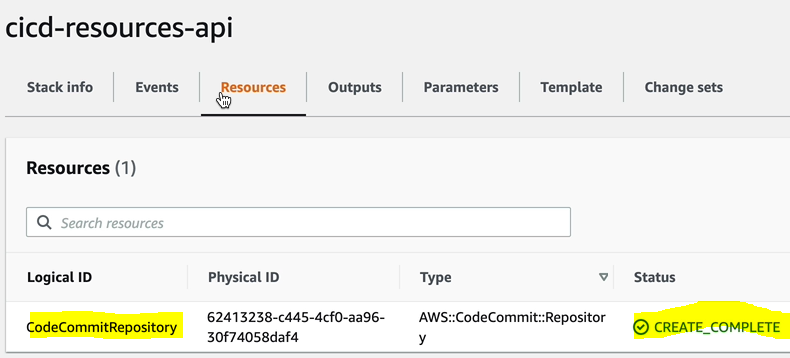 cicd-resources-api
Stack info Events Resources Outputs Parameters Template Change sets
Resources (1)
Search resources
Logical ID Physical ID Type Status
CodeCommitRepository 62413238-c445-4cf0-aa96- AWS::CodeCommit::Repositor CREATE_COMPLETE
30f74058daf4 y